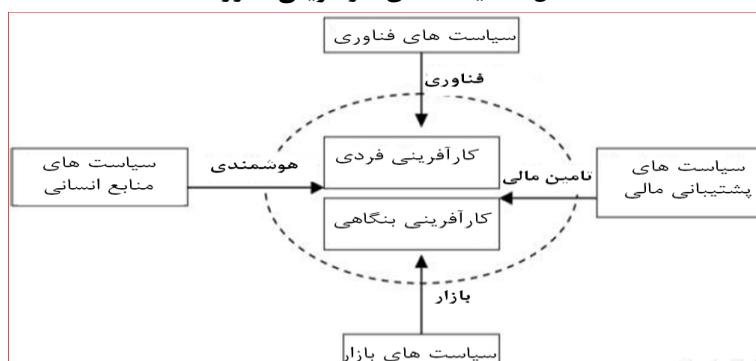 سیاست های فناوری
فناوری
کارآفرینی فردی
هوشمندی
سیاست های
منابع انسانی
تامین مالی
سیاست های
پشتیبانی مالی
کارآفرینی بنگاهی
بازار
سیاست های بازار